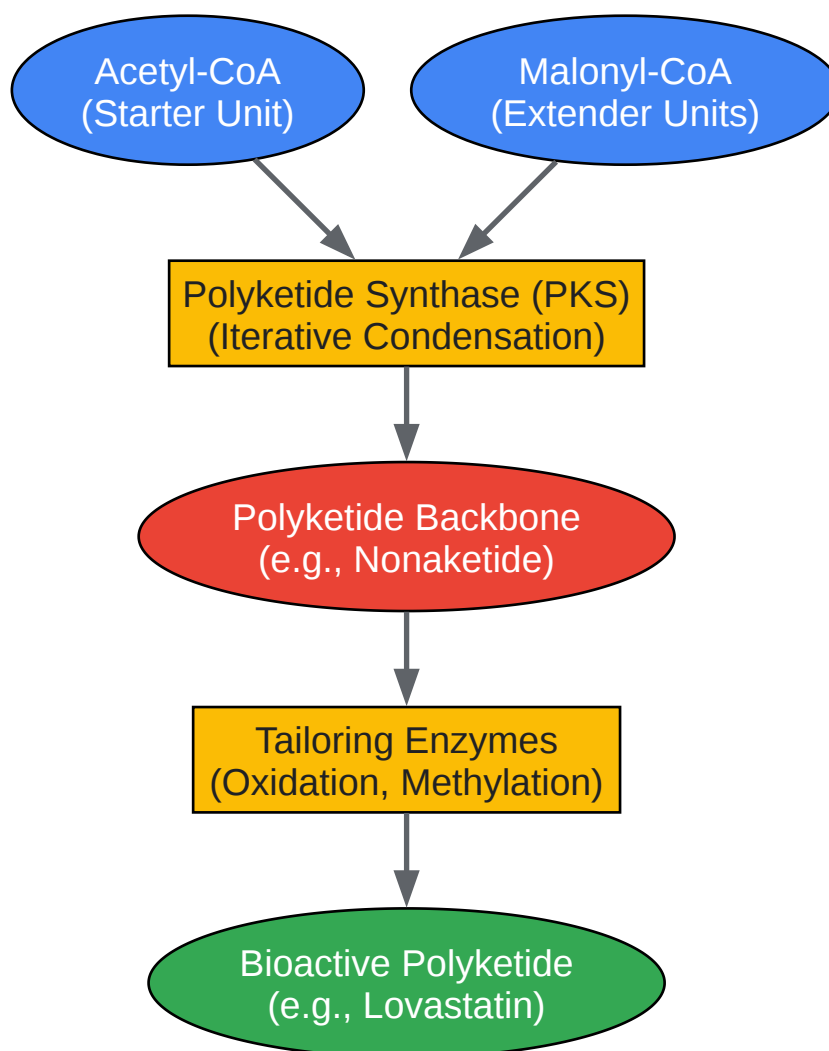 Acetyl-CoA
(Starter Unit)
Malonyl-CoA
(Extender Units)
Polyketide Synthase (PKS)
(Iterative Condensation)
Polyketide Backbone
(e.g., Nonaketide)
Tailoring Enzymes
(Oxidation, Methylation)
Bioactive Polyketide
(e.g., Lovastatin)